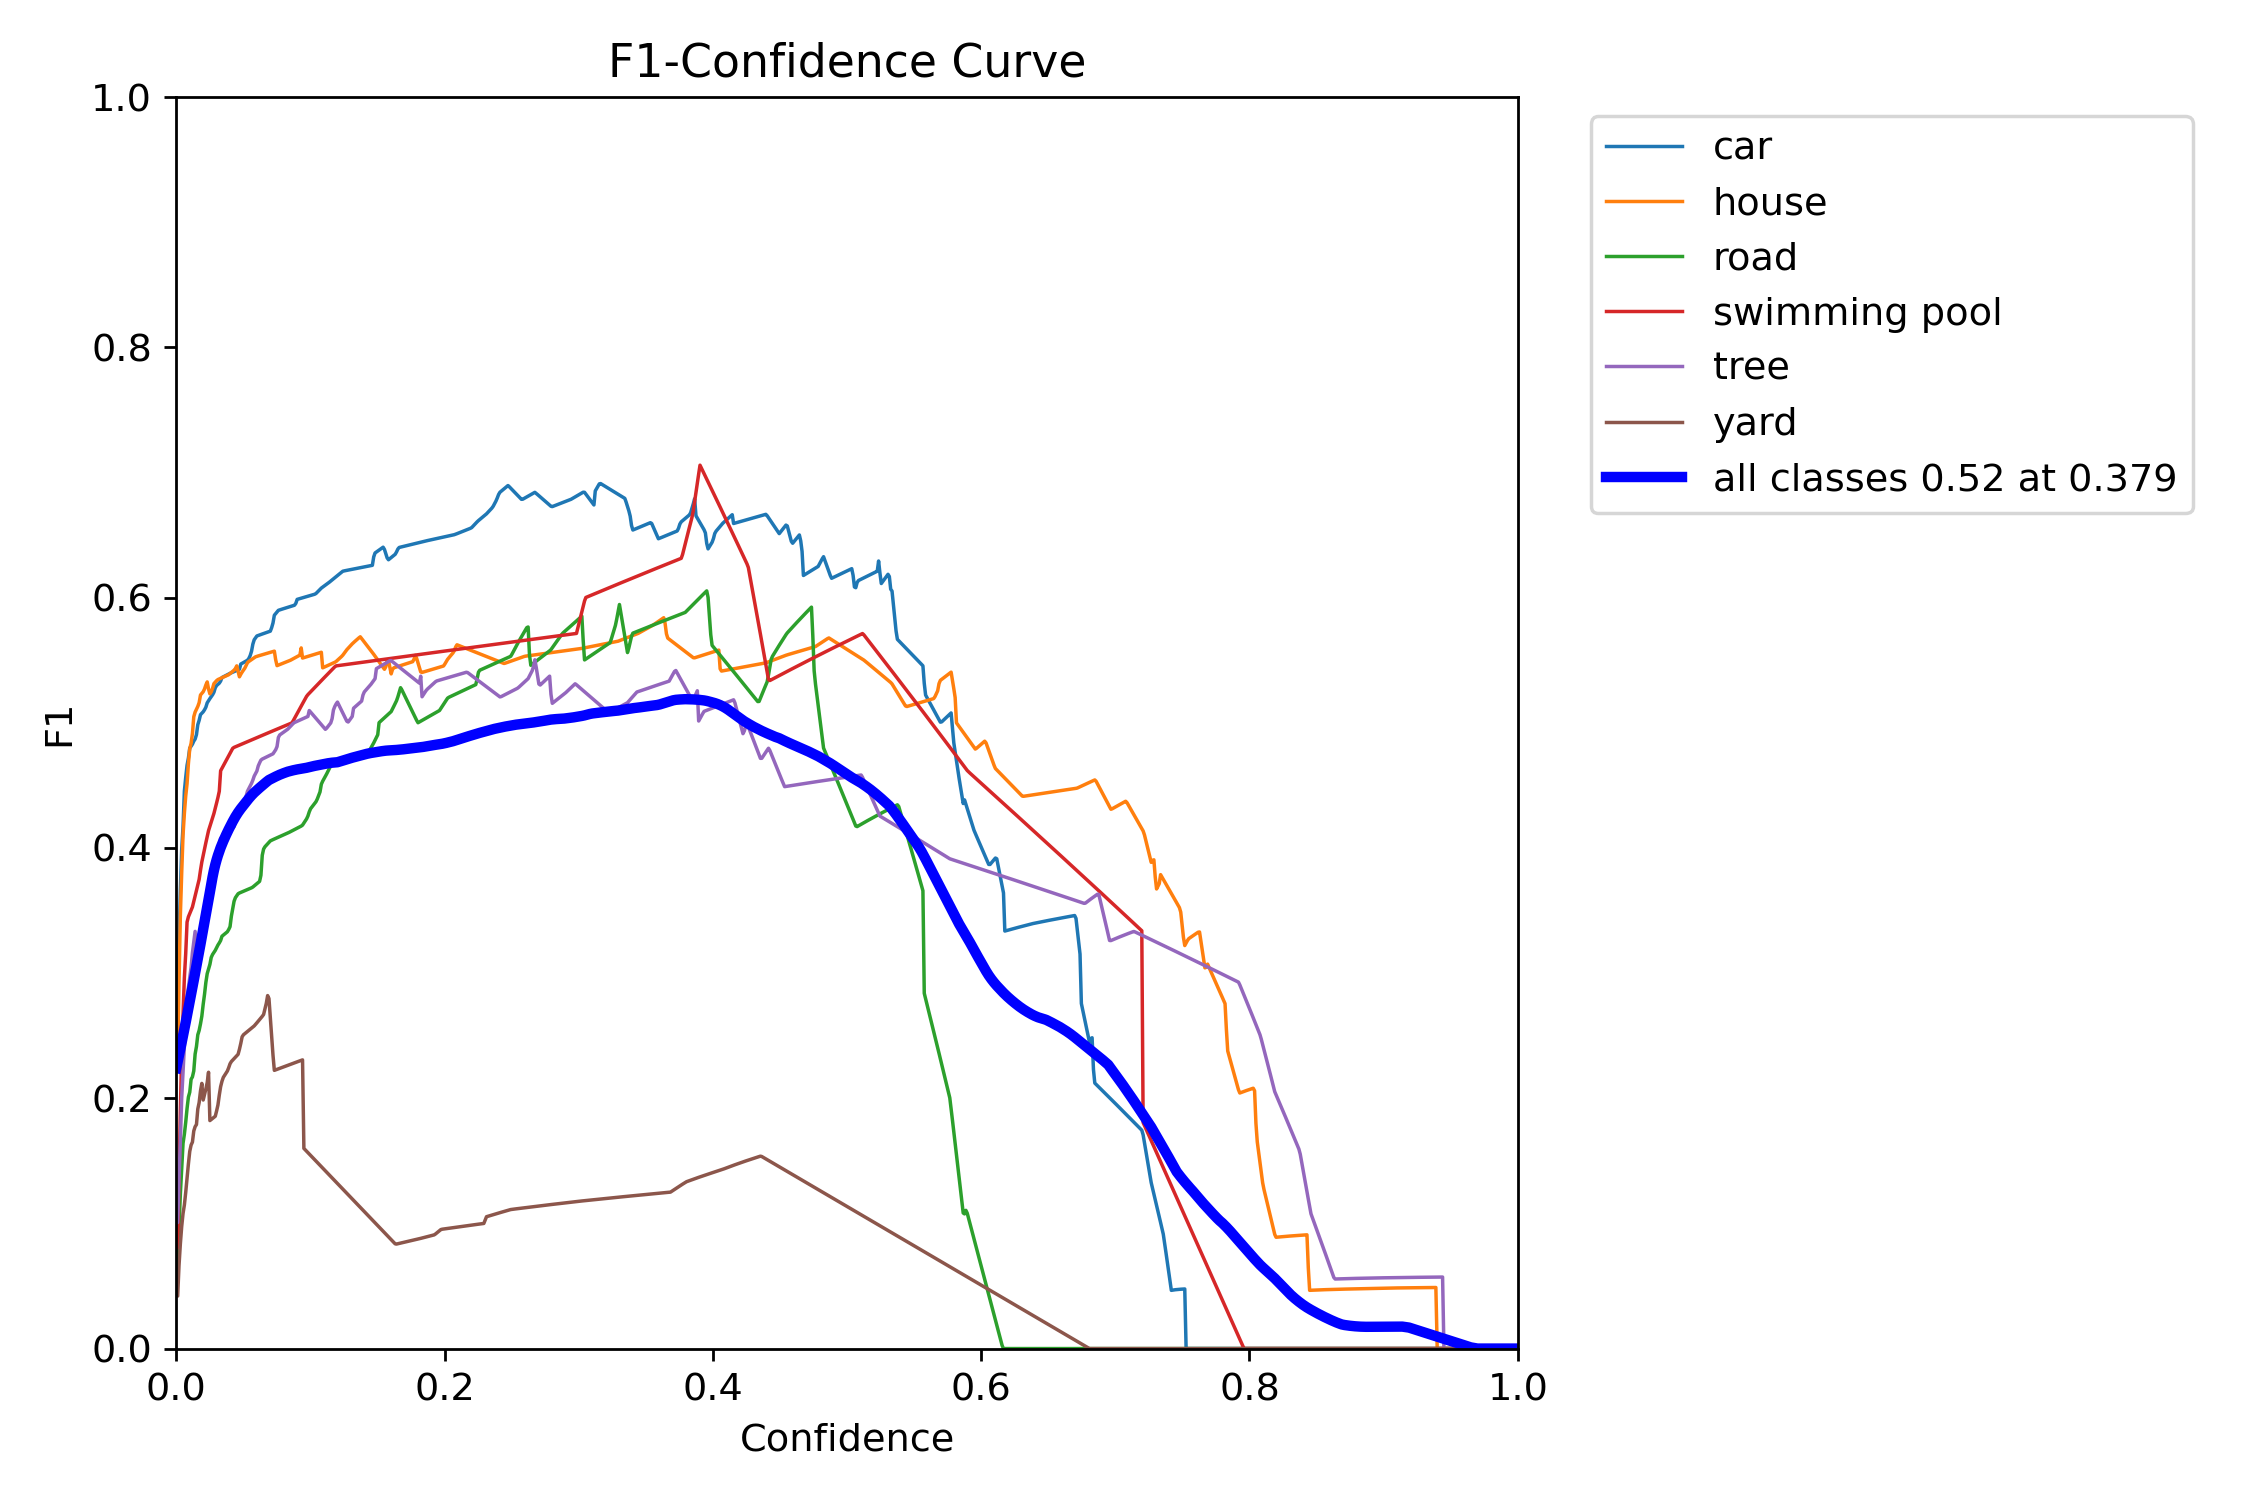 F1-Confidence Curve
1.0
0.8
0.6
0.4
0.2
0.0
F1
0.0 0.2 0.4 0.6 0.8 1.0
Confidence
car
house
road
swimming pool
tree
yard
all classes 0.52 at 0.379